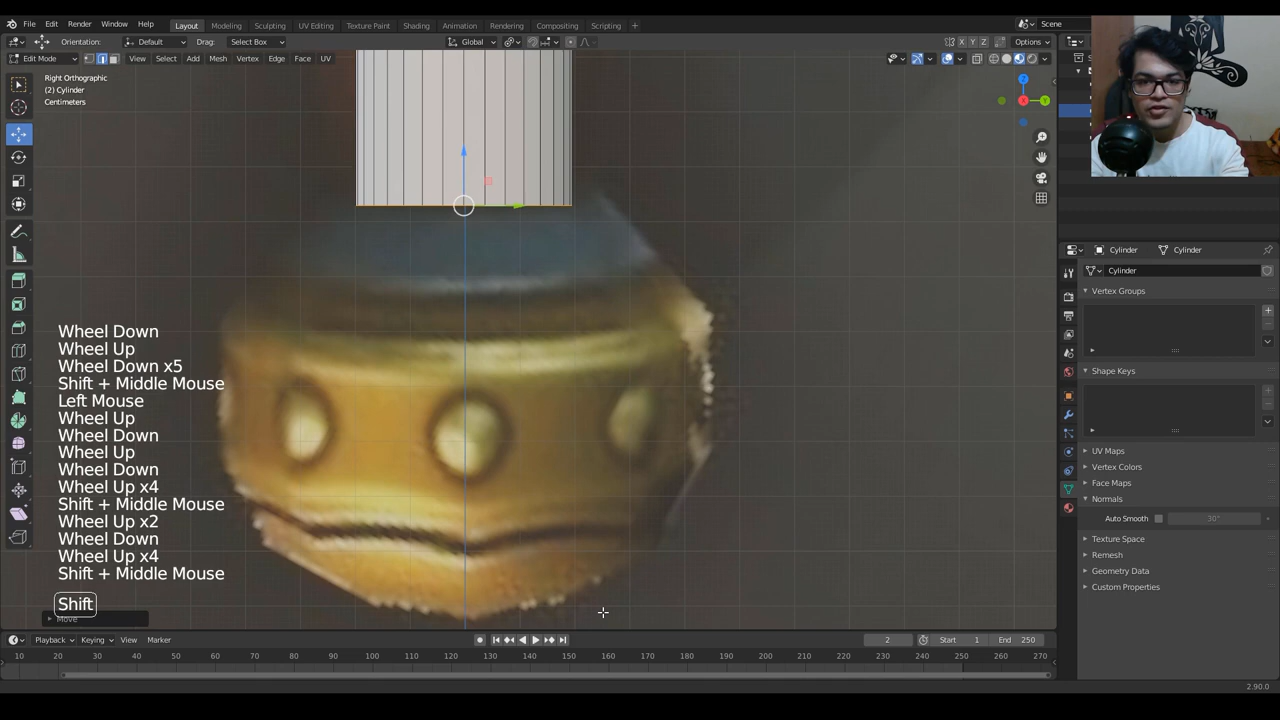 File Edit Render Window Help Layout Modeling Sculpting UV Editing Texture Paint Shading Animation Rendering Compositing Scripting + Scene
Orientation: Default Drag: Select Box Global X Y Z Options
Edit Mode View Select Add Mesh Vertex Edge Face UV
Right Orthographic
(2) Cylinder
Centimeters
Z
X
Y
Cylinder Cylinder
Cylinder
Vertex Groups
Shape Keys
UV Maps
Vertex Colors
Face Maps
Normals
Auto Smooth 30°
Texture Space
Remesh
Geometry Data
Custom Properties
Wheel Down
Wheel Up
Wheel Down x5
Shift + Middle Mouse
Left Mouse
Wheel Up
Wheel Down
Wheel Up
Wheel Down
Wheel Up x4
Shift + Middle Mouse
Wheel Up x2
Wheel Down
Wheel Up x4
Shift + Middle Mouse
Shift
Move
Playback Keying View Marker 2 Start 1 End 250
10 20 30 40 50 60 70 80 90 100 110 120 130 140 150 160 170 180 190 200 210 220 230 240 250 260 270
2.90.0